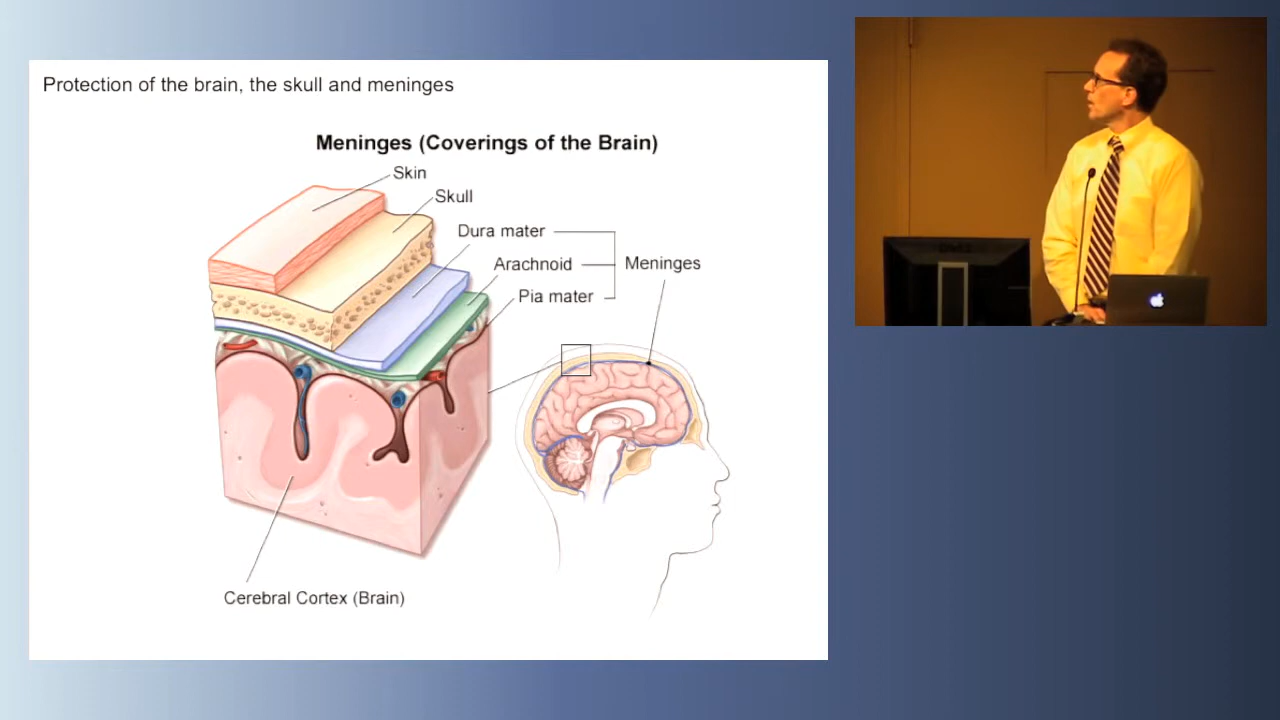 Protection of the brain, the skull and meninges
Meninges (Coverings of the Brain)
Skin
Skull
Dura mater
Arachnoid
Meninges
Pia mater
Cerebral Cortex (Brain)